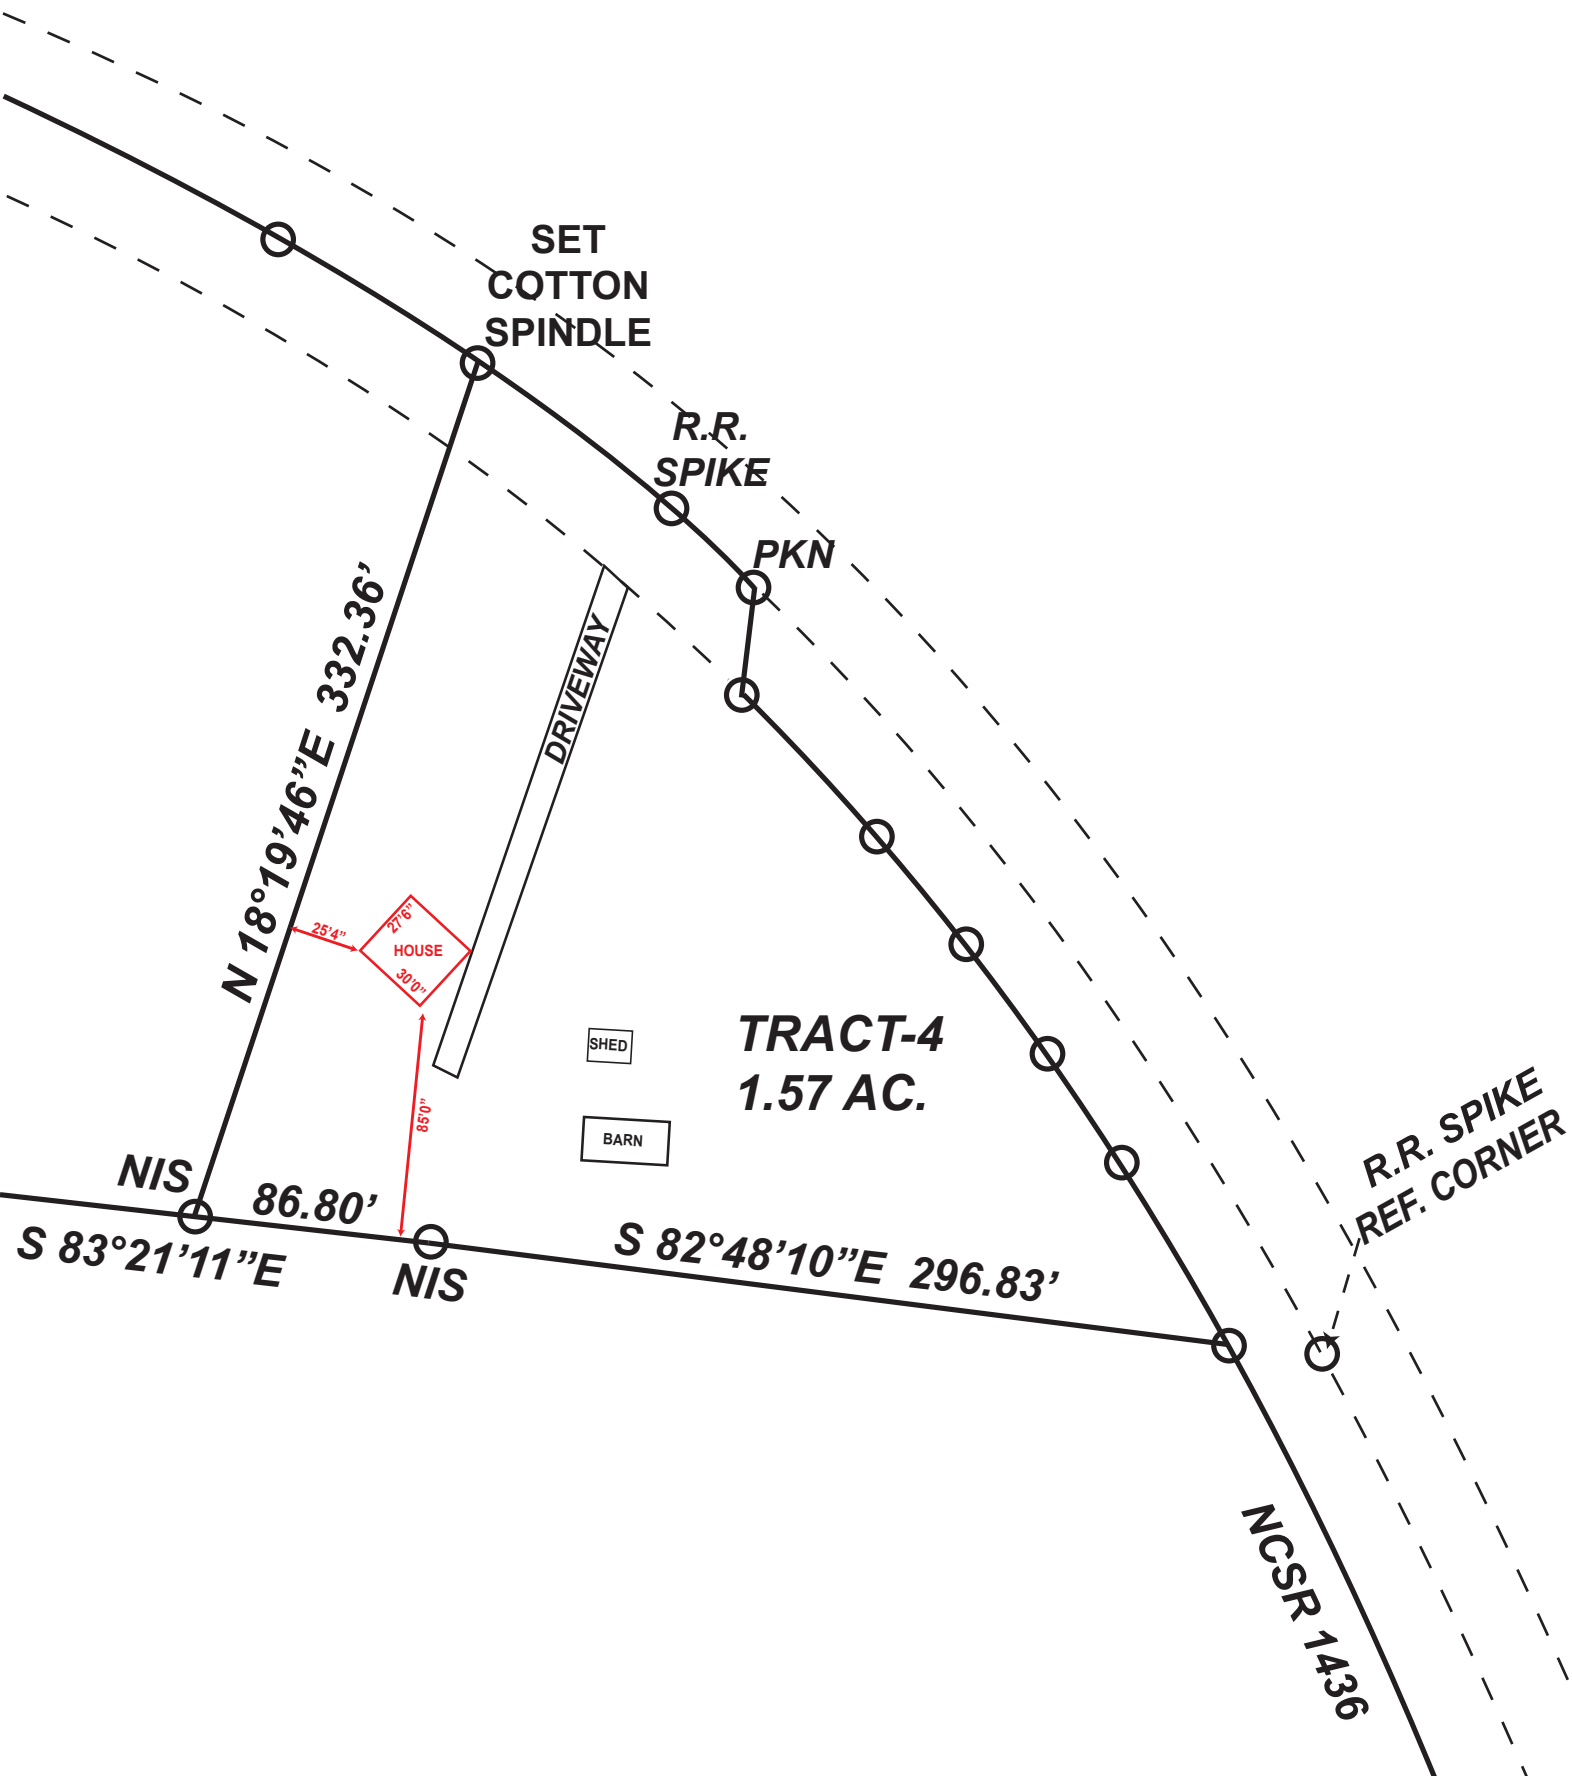 SET
COTTON
SPINDLE
R.R.
SPIKE
PKN
N 18°19’46”E 332.36’
DRIVEWAY
27’6”
25’4”
HOUSE
30’0”
TRACT-4
1.57 AC.
SHED
85’0”
BARN
R.R. SPIKE
REF. CORNER
NIS
86.80’
S 83°21’11”E
NIS
S 82°48’10”E 296.83’
NCSR 1436